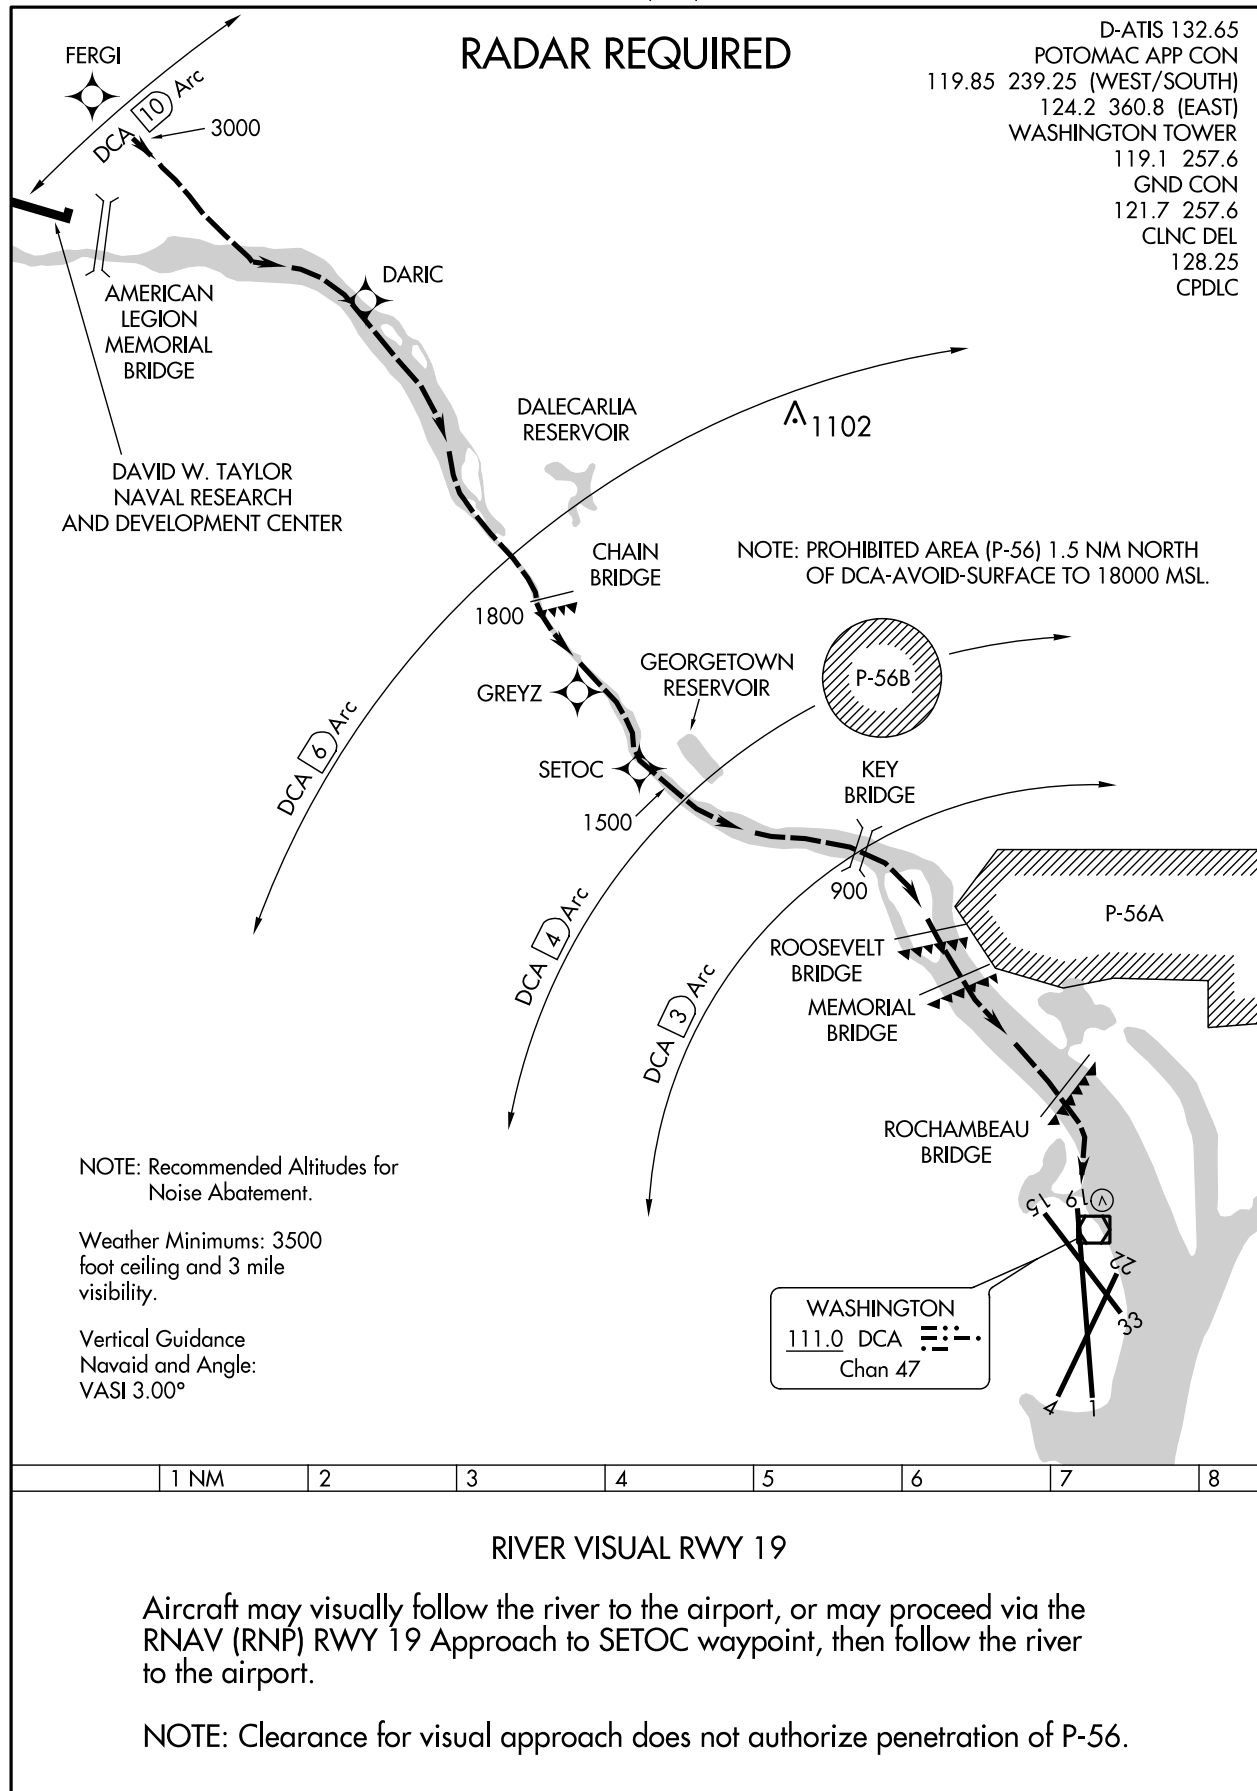 RADAR REQUIRED
D-ATIS 132.65
POTOMAC APP CON
119.85 239.25 (WEST/SOUTH)
124.2 360.8 (EAST)
WASHINGTON TOWER
119.1 257.6
GND CON
121.7 257.6
CLNC DEL
128.25
CPDLC
FERGI
DCA 10 Arc
3000
DARIC
AMERICAN
LEGION
MEMORIAL
BRIDGE
DAVID W. TAYLOR
NAVAL RESEARCH
AND DEVELOPMENT CENTER
DALECARLIA
RESERVOIR
1102
CHAIN
BRIDGE
1800
NOTE: PROHIBITED AREA (P-56) 1.5 NM NORTH
OF DCA-AVOID-SURFACE TO 18000 MSL.
GREYZ
GEORGETOWN
RESERVOIR
P-56B
DCA 6 Arc
SETOC
1500
KEY
BRIDGE
900
P-56A
DCA 4 Arc
ROOSEVELT
BRIDGE
MEMORIAL
BRIDGE
DCA 3 Arc
ROCHAMBEAU
BRIDGE
NOTE: Recommended Altitudes for
Noise Abatement.
Weather Minimums: 3500
foot ceiling and 3 mile
visibility.
Vertical Guidance
Navaid and Angle:
VASI 3.00°
15
19
V
22
33
4
1
WASHINGTON
111.0 DCA
Chan 47
1 NM 2 3 4 5 6 7 8
RIVER VISUAL RWY 19
Aircraft may visually follow the river to the airport, or may proceed via the
RNAV (RNP) RWY 19 Approach to SETOC waypoint, then follow the river
to the airport.
NOTE: Clearance for visual approach does not authorize penetration of P-56.